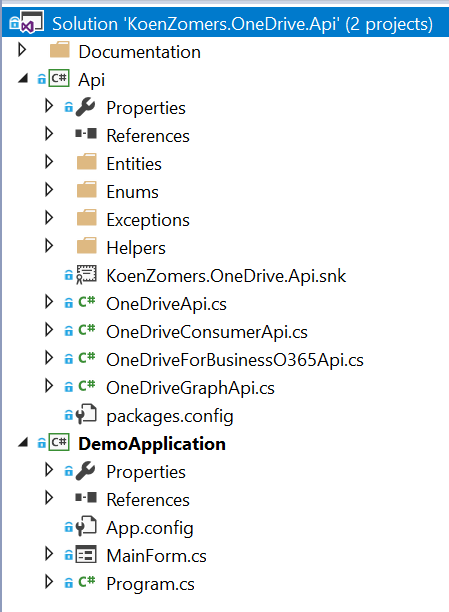 Solution 'KoenZomers.OneDrive.Api' (2 projects)
Documentation
C# Api
Properties
References
Entities
Enums
Exceptions
Helpers
KoenZomers.OneDrive.Api.snk
C# OneDriveApi.cs
C# OneDriveConsumerApi.cs
C# OneDriveForBusinessO365Api.cs
C# OneDriveGraphApi.cs
packages.config
C# DemoApplication
Properties
References
App.config
MainForm.cs
C# Program.cs